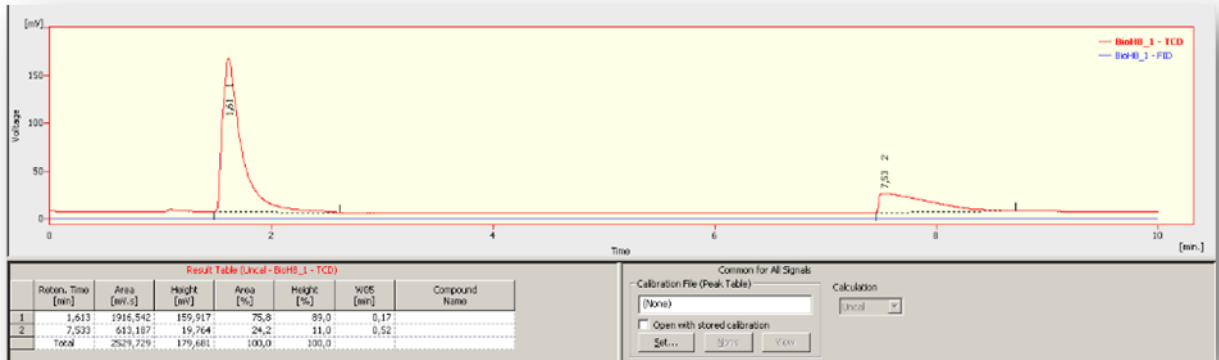 [mV]
BioH8_1 - TCD
BioH8_1 - FID
150
100
50
0
Voltage
1,61 1
7,53 2
0 2 4 6 8 10
Time
[min.]
Result Table (Uncal - BioH8_1 - TCD)
Reten. Time [min] Area [mV.s] Height [mV] Area [%] Height [%] W05 [min] Compound Name
1 1,613 1916,542 159,917 75,8 89,0 0,17
2 7,533 613,187 19,764 24,2 11,0 0,52
Total 2529,729 179,681 100,0 100,0
Common for All Signals
Calibration File (Peak Table)
(None)
Open with stored calibration
Set... None View
Calculation
Uncal